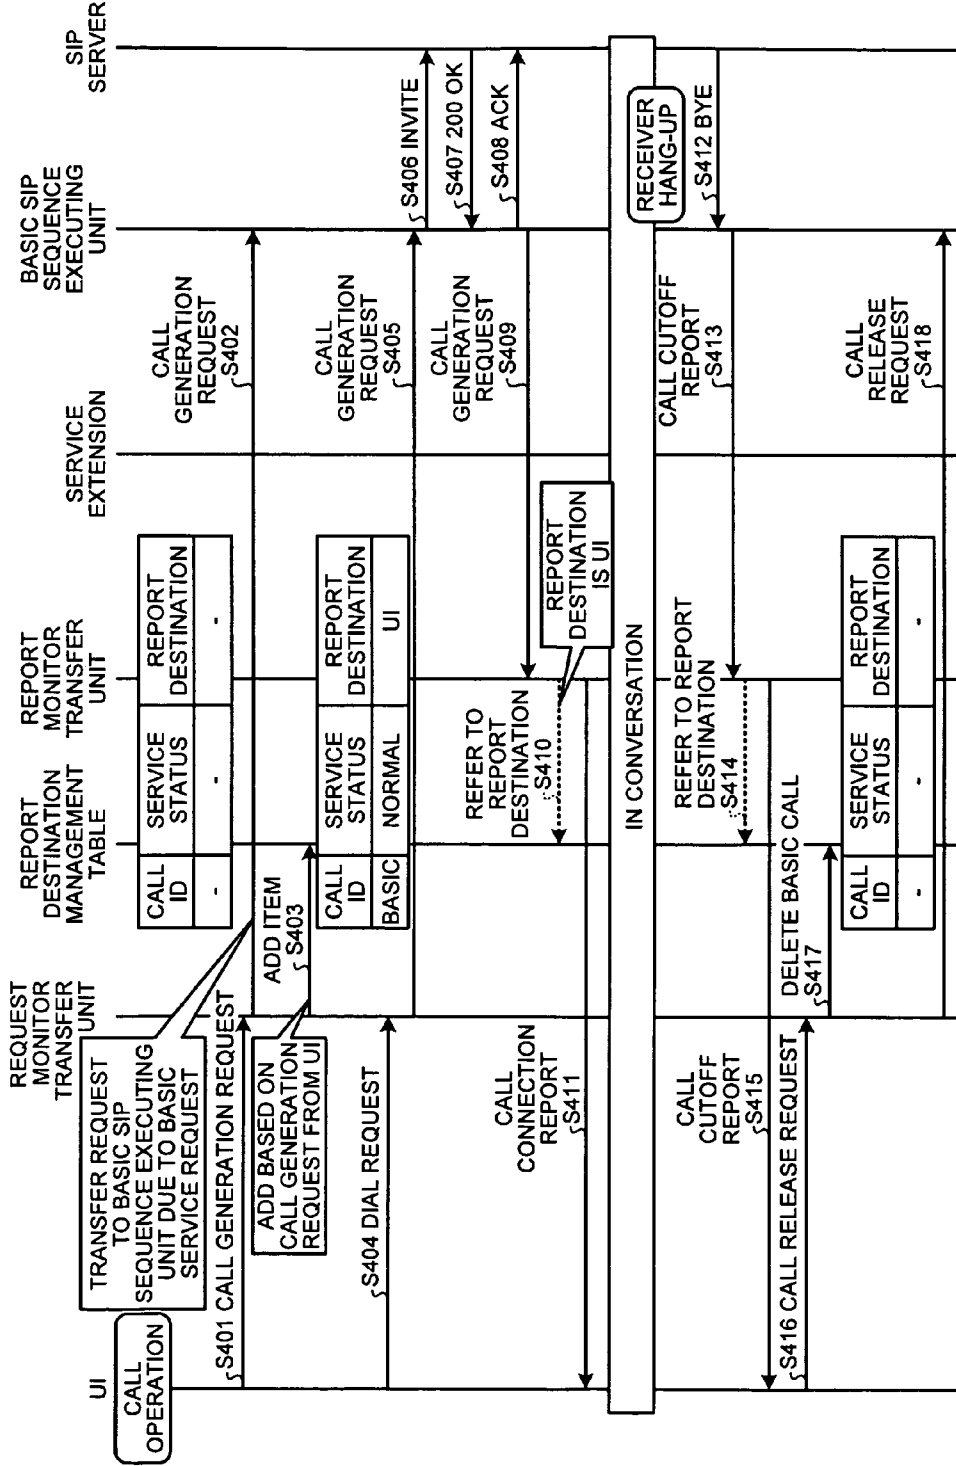 UI
REQUEST
MONITOR
TRANSFER
UNIT
REPORT
DESTINATION
MANAGEMENT
TABLE
REPORT
MONITOR
TRANSFER
UNIT
SERVICE
EXTENSION
BASIC SIP
SEQUENCE
EXECUTING
UNIT
SIP
SERVER
CALL
OPERATION
TRANSFER REQUEST
TO BASIC SIP
SEQUENCE EXECUTING
UNIT DUE TO BASIC
SERVICE REQUEST
CALL
ID
SERVICE
STATUS
REPORT
DESTINATION
-
-
-
CALL
GENERATION
REQUEST
S402
S401 CALL GENERATION REQUEST
ADD ITEM
S403
ADD BASED ON
CALL GENERATION
REQUEST FROM UI
CALL
ID
SERVICE
STATUS
REPORT
DESTINATION
BASIC
NORMAL
UI
CALL
GENERATION
REQUEST
S405
S404 DIAL REQUEST
S406 INVITE
S407 200 OK
S408 ACK
CALL
GENERATION
REQUEST
S409
REFER TO
REPORT
DESTINATION
S410
REPORT
DESTINATION
IS UI
CALL
CONNECTION
REPORT
S411
IN CONVERSATION
RECEIVER
HANG-UP
S412 BYE
CALL CUTOFF
REPORT
S413
REFER TO REPORT
DESTINATION
S414
CALL
CUTOFF
REPORT
S415
S416 CALL RELEASE REQUEST
DELETE BASIC CALL
S417
CALL
ID
SERVICE
STATUS
REPORT
DESTINATION
-
-
-
CALL
RELEASE
REQUEST
S418